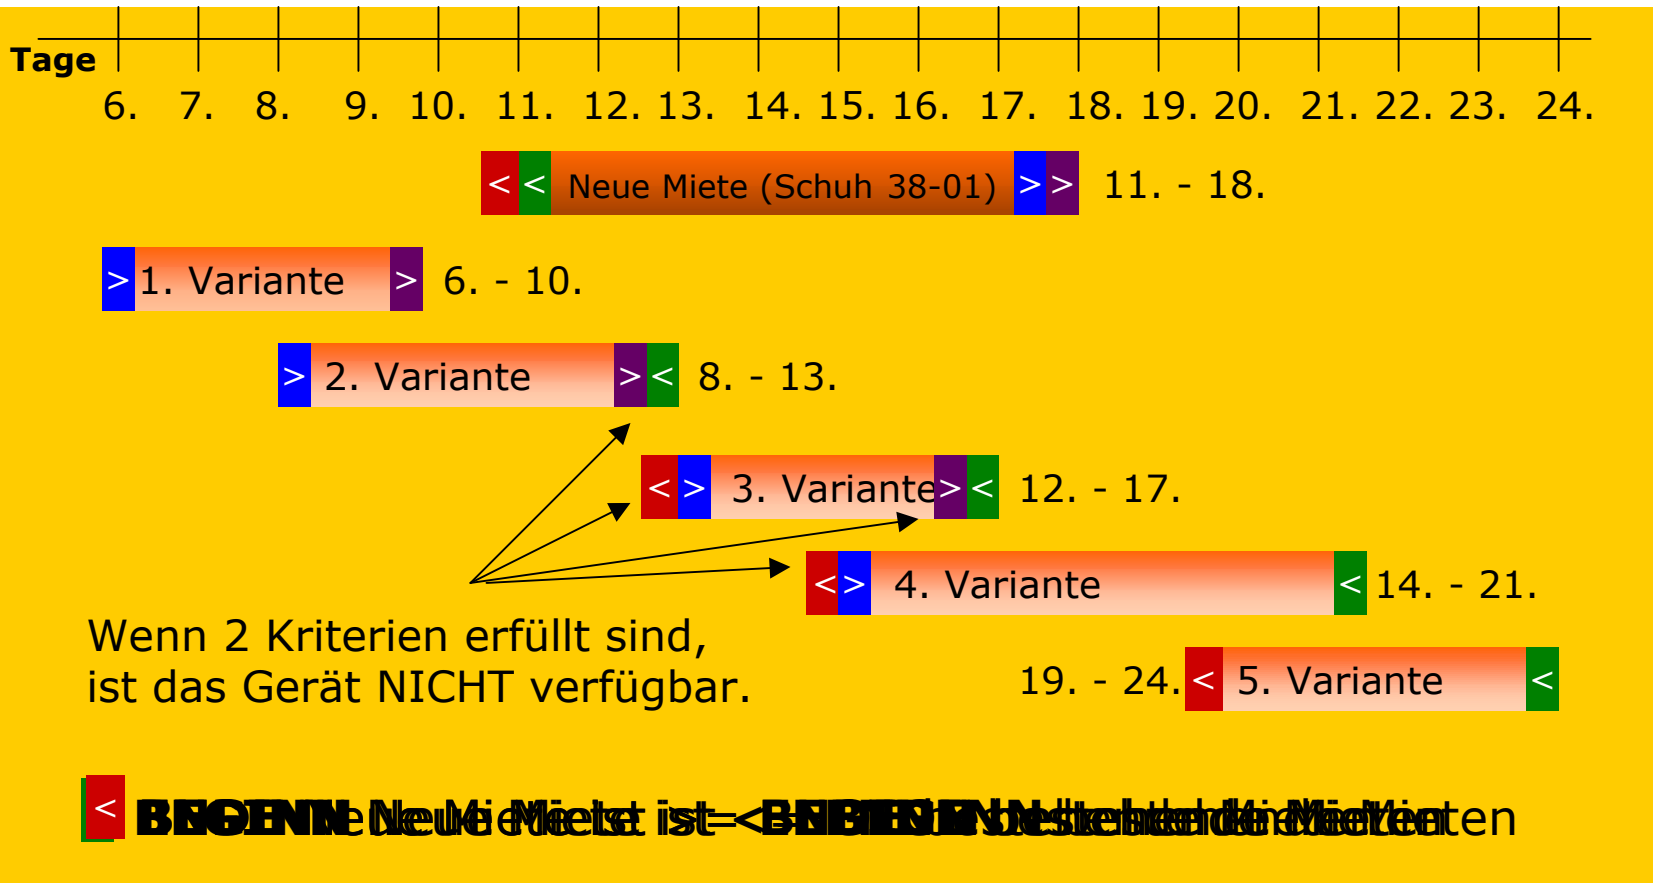 Tage
6. 7. 8. 9. 10. 11. 12. 13. 14. 15. 16. 17. 18. 19. 20. 21. 22. 23. 24.
< < Neue Miete (Schuh 38-01) > > 11. - 18.
> 1. Variante > 6. - 10.
> 2. Variante > < 8. - 13.
< > 3. Variante > < 12. - 17.
< > 4. Variante < 14. - 21.
Wenn 2 Kriterien erfüllt sind,
ist das Gerät NICHT verfügbar.
19. - 24. < 5. Variante <
<